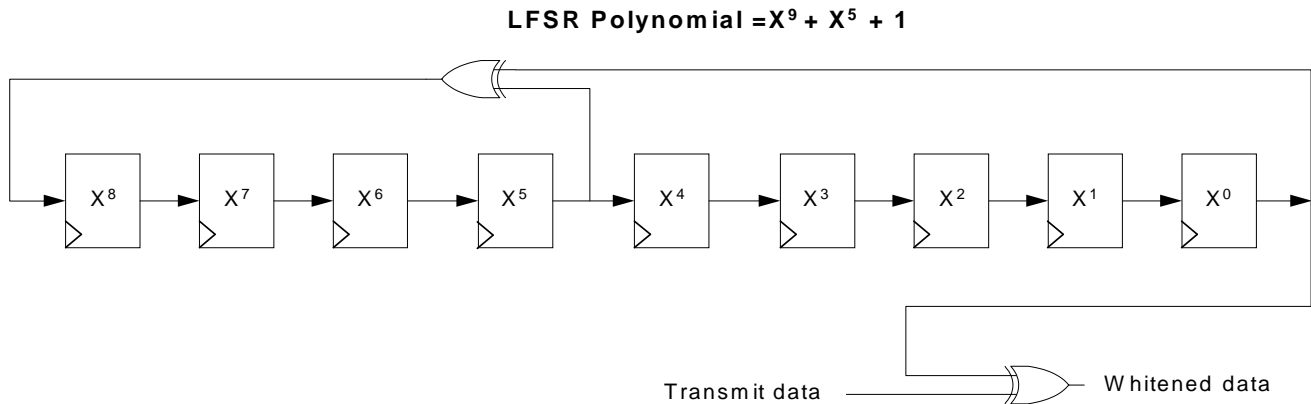 LFSR Polynomial =X⁹ + X⁵ + 1
X⁸ X⁷ X⁶ X⁵ X⁴ X³ X² X¹ X⁰
Transmit data
Whitened data